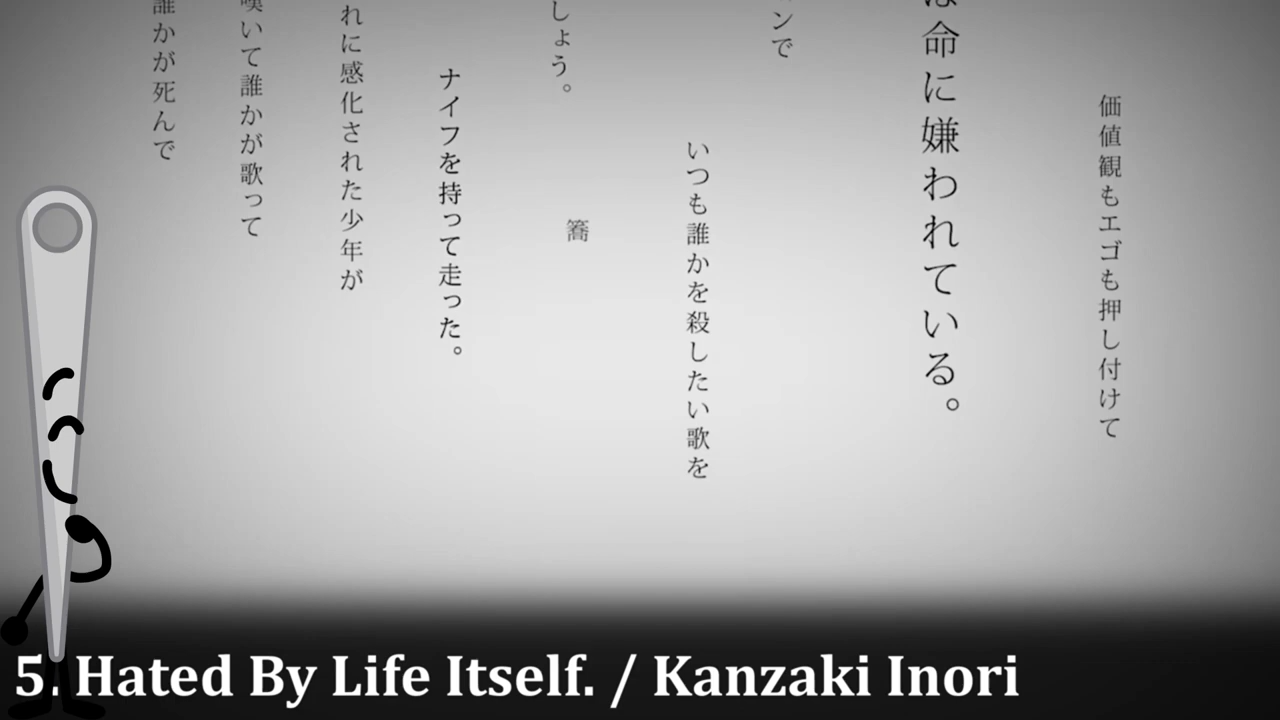 価値観もエゴも押し付けて
は命に嫌われている。
ンで
いつも誰かを殺したい歌を
しょう。
ナイフを持って走った。
れに感化された少年が
嘆いて誰かが歌って
誰かが死んで
5. Hated By Life Itself. / Kanzaki Inori